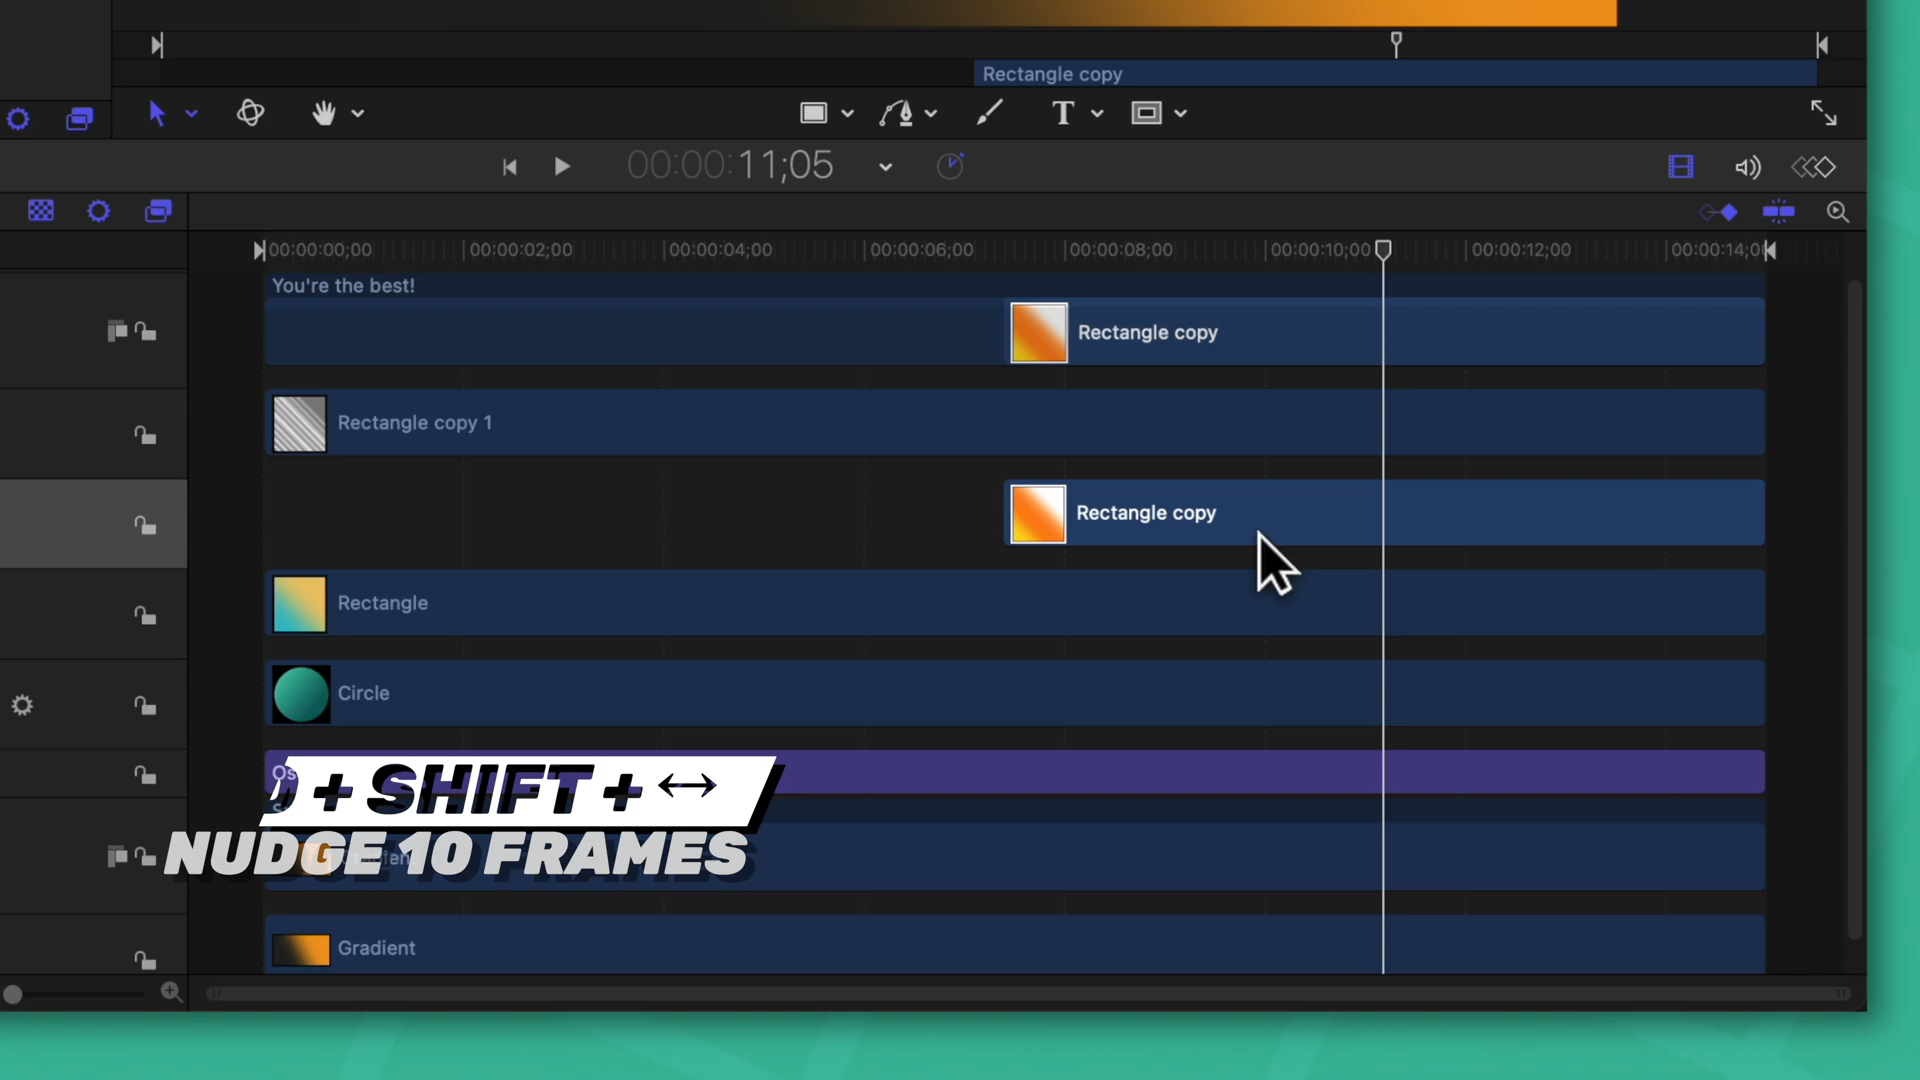 Rectangle copy
T
00:00:11;05
00:00:00;00 00:00:02;00 00:00:04;00 00:00:06;00 00:00:08;00 00:00:10;00 00:00:12;00
You're the best!
Rectangle copy
Rectangle copy 1
Rectangle copy
Rectangle
Circle
+ SHIFT + ↔
NUDGE 10 FRAMES
Gradient